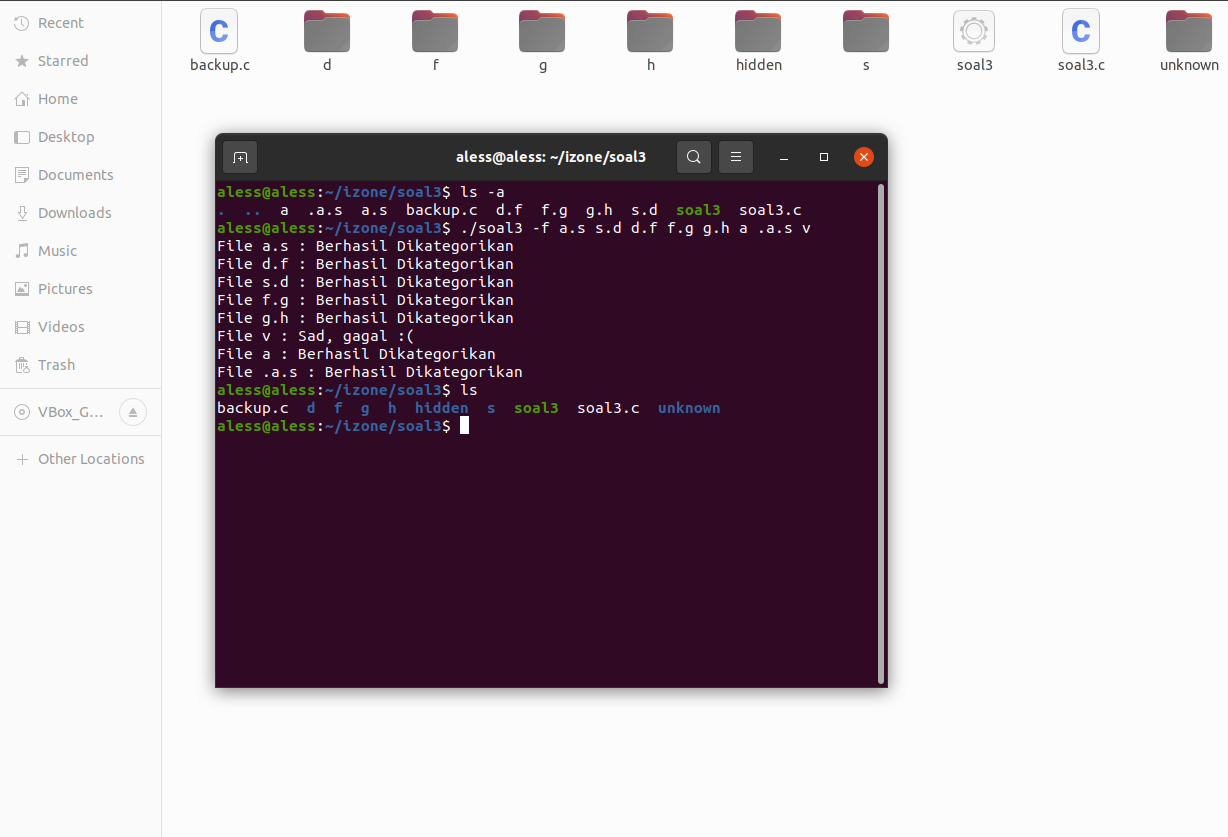 Recent
Starred
Home
Desktop
Documents
Downloads
Music
Pictures
Videos
Trash
VBox_G...
Other Locations
backup.c d f g h hidden s soal3 soal3.c unknown
aless@aless: ~/izone/soal3
aless@aless:~/izone/soal3$ ls -a
. .. a .a.s a.s backup.c d.f f.g g.h s.d soal3 soal3.c
aless@aless:~/izone/soal3$ ./soal3 -f a.s s.d d.f f.g g.h a .a.s v
File a.s : Berhasil Dikategorikan
File d.f : Berhasil Dikategorikan
File s.d : Berhasil Dikategorikan
File f.g : Berhasil Dikategorikan
File g.h : Berhasil Dikategorikan
File v : Sad, gagal :(
File a : Berhasil Dikategorikan
File .a.s : Berhasil Dikategorikan
aless@aless:~/izone/soal3$ ls
backup.c d f g h hidden s soal3 soal3.c unknown
aless@aless:~/izone/soal3$